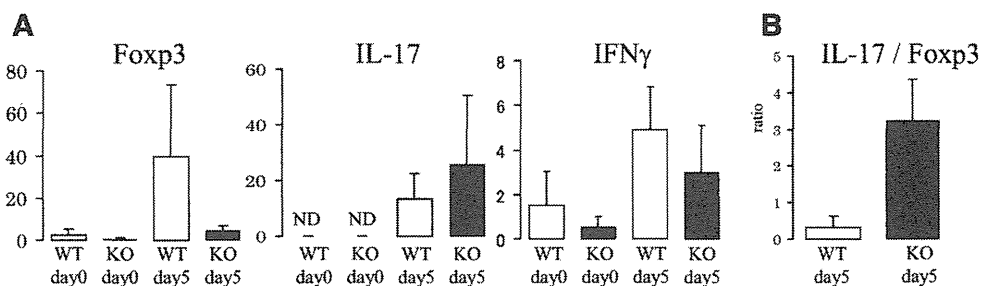 A
Foxp3
80
60
40
20
0
WT KO WT KO
day0 day0 day5 day5
IL-17
60
40
20
0
ND ND
WT KO WT KO
day0 day0 day5 day5
IFNγ
8
6
4
2
0
WT KO WT KO
day0 day0 day5 day5
B
IL-17 / Foxp3
ratio
5
4
3
2
1
0
WT KO
day5 day5